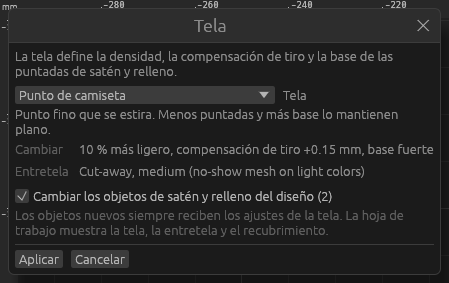 mm
-280
-260
-240
-220
Tela
La tela define la densidad, la compensación de tiro y la base de las
puntadas de satén y relleno.
Punto de camiseta
Tela
Punto fino que se estira. Menos puntadas y más base lo mantienen
plano.
Cambiar 10 % más ligero, compensación de tiro +0.15 mm, base fuerte
Entretela Cut-away, medium (no-show mesh on light colors)
Cambiar los objetos de satén y relleno del diseño (2)
Los objetos nuevos siempre reciben los ajustes de la tela. La hoja de
trabajo muestra la tela, la entretela y el recubrimiento.
Aplicar Cancelar